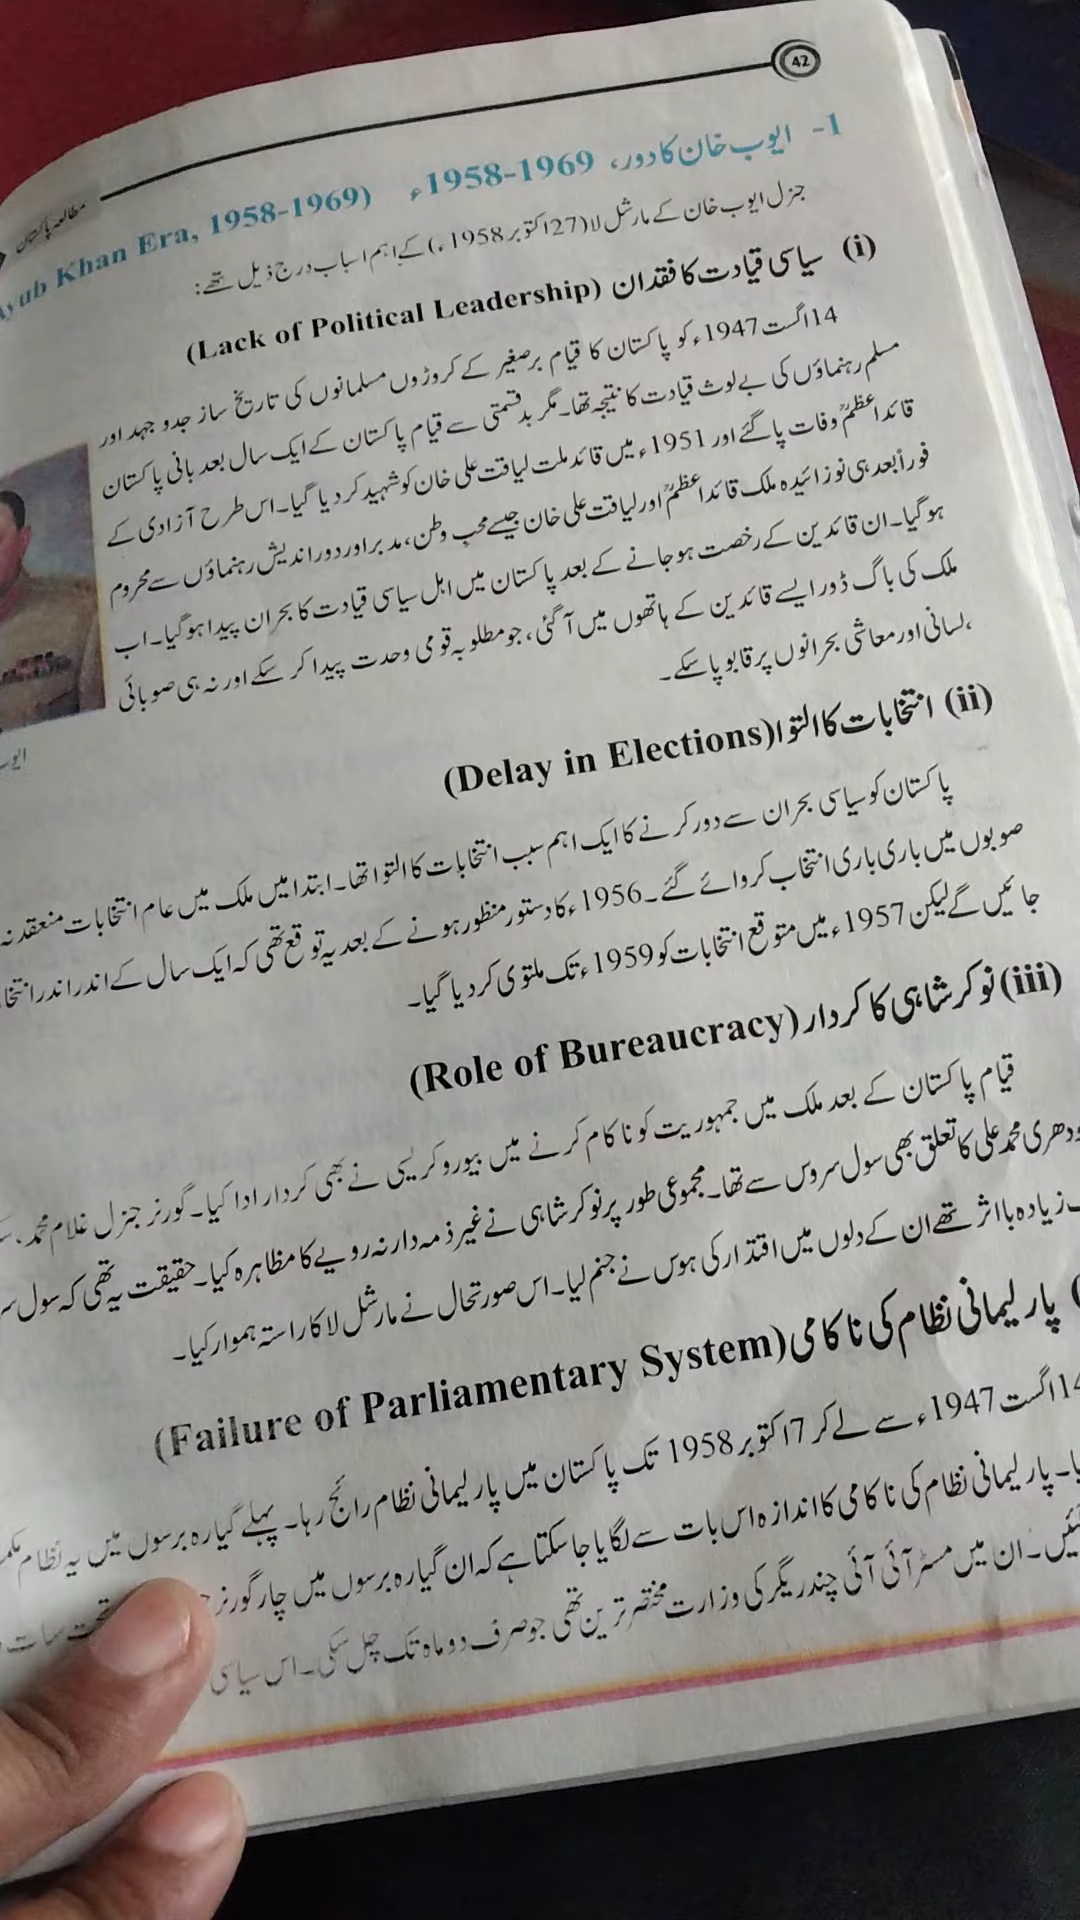 42
مطالعہ پاکستان
1- ایوب خان کا دور، 1969-1958ء (Ayub Khan Era, 1958-1969)
جنرل ایوب خان کے مارشل لا (27 اکتوبر 1958ء) کے اہم اسباب درج ذیل تھے:
(i) سیاسی قیادت کا فقدان (Lack of Political Leadership)
14 اگست 1947ء کو پاکستان کا قیام برصغیر کے کروڑوں مسلمانوں کی تاریخ ساز جدو جہد اور
مسلم رہنماؤں کی بے لوث قیادت کا نتیجہ تھا۔ مگر بدقسمتی سے قیام پاکستان کے ایک سال بعد بانی پاکستان
قائداعظمؒ وفات پا گئے اور 1951ء میں قائد ملت لیاقت علی خان کو شہید کر دیا گیا۔ اس طرح آزادی کے
فوراً بعد ہی نوزائیدہ ملک قائداعظمؒ اور لیاقت علی خان جیسے محب وطن، مدبر اور دور اندیش رہنماؤں سے محروم
ہو گیا۔ ان قائدین کے رخصت ہو جانے کے بعد پاکستان میں اہل سیاسی قیادت کا بحران پیدا ہو گیا۔ اب
ملک کی باگ ڈور ایسے قائدین کے ہاتھوں میں آ گئی، جو مطلوبہ قومی وحدت پیدا کر سکے اور نہ ہی صوبائی
،لسانی اور معاشی بحرانوں پر قابو پا سکے۔
(ii) انتخابات کا التوا (Delay in Elections)
پاکستان کو سیاسی بحران سے دور کرنے کا ایک اہم سبب انتخابات کا التوا تھا۔ ابتدا میں ملک میں عام انتخابات منعقد نہ
صوبوں میں باری باری انتخاب کروائے گئے۔ 1956ء کا دستور منظور ہونے کے بعد یہ توقع تھی کہ ایک سال کے اندر اندر
جائیں گے لیکن 1957ء میں متوقع انتخابات کو 1959ء تک ملتوی کر دیا گیا۔
(iii) نوکر شاہی کا کردار (Role of Bureaucracy)
قیام پاکستان کے بعد ملک میں جمہوریت کو ناکام کرنے میں بیوروکریسی نے بھی کردار ادا کیا۔ گورنر جنرل غلام محمد،
محمد علی کا تعلق بھی سول سروس سے تھا۔ مجموعی طور پر نوکر شاہی نے غیر ذمہ دارانہ رویے کا مظاہرہ کیا۔ حقیقت یہ تھی کہ سول
زیادہ بااثر تھے ان کے دلوں میں اقتدار کی ہوس نے جنم لیا۔ اس صورتحال نے مارشل لا کا راستہ ہموار کیا۔
پارلیمانی نظام کی ناکامی (Failure of Parliamentary System)
14 اگست 1947ء سے لے کر 7 اکتوبر 1958 تک پاکستان میں پارلیمانی نظام رائج رہا۔ پہلے گیارہ برسوں میں یہ نظام
پارلیمانی نظام کی ناکامی کا اندازہ اس بات سے لگایا جا سکتا ہے کہ ان گیارہ برسوں میں چار گورنر تحت سات
ان میں مسٹر آئی آئی چندریگر کی وزارت مختصر ترین تھی جو صرف دو ماہ تک چل سکی۔ اس سیاسی